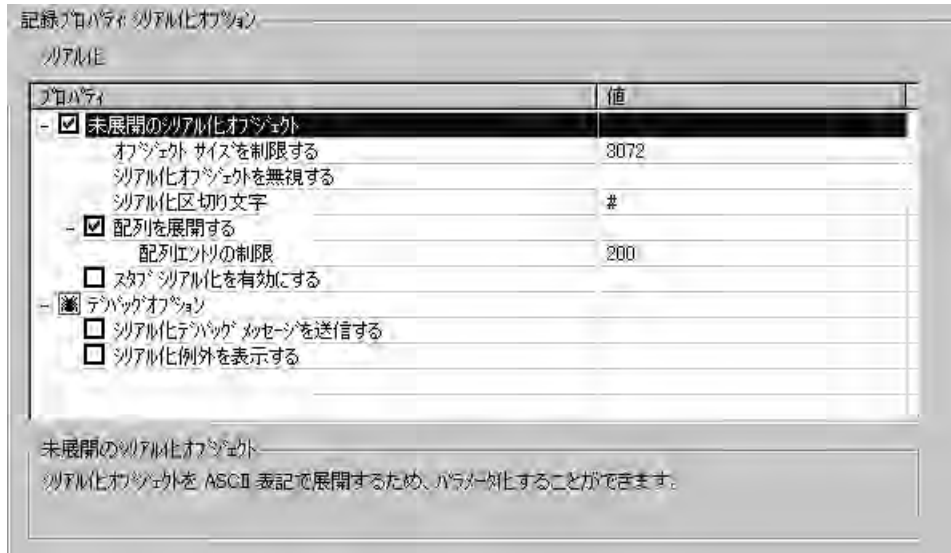 記録プロパティ:シリアル化オプション
シリアル化
プロパティ 値
未展開のシリアル化オブジェクト
オブジェクト サイズを制限する 3072
シリアル化オブジェクトを無視する
シリアル化区切り文字 #
配列を展開する
配列エントリの制限 200
スタブ シリアル化を有効にする
デバッグ オプション
シリアル化デバッグ メッセージを送信する
シリアル化例外を表示する
未展開のシリアル化オブジェクト
シリアル化オブジェクトを ASCII 表記で展開するため、パラメータ化することができます。